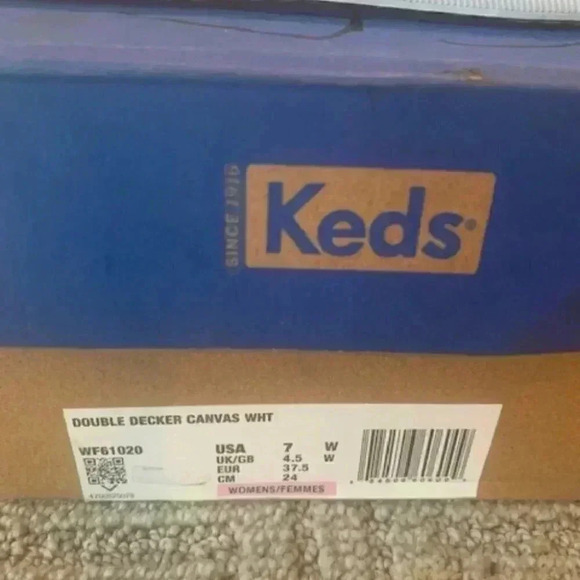 SINCE 1916
Keds®
DOUBLE DECKER CANVAS WHT
WF61020
USA 7 W
UK/GB 4.5 W
EUR 37.5
CM 24
WOMENS/FEMMES